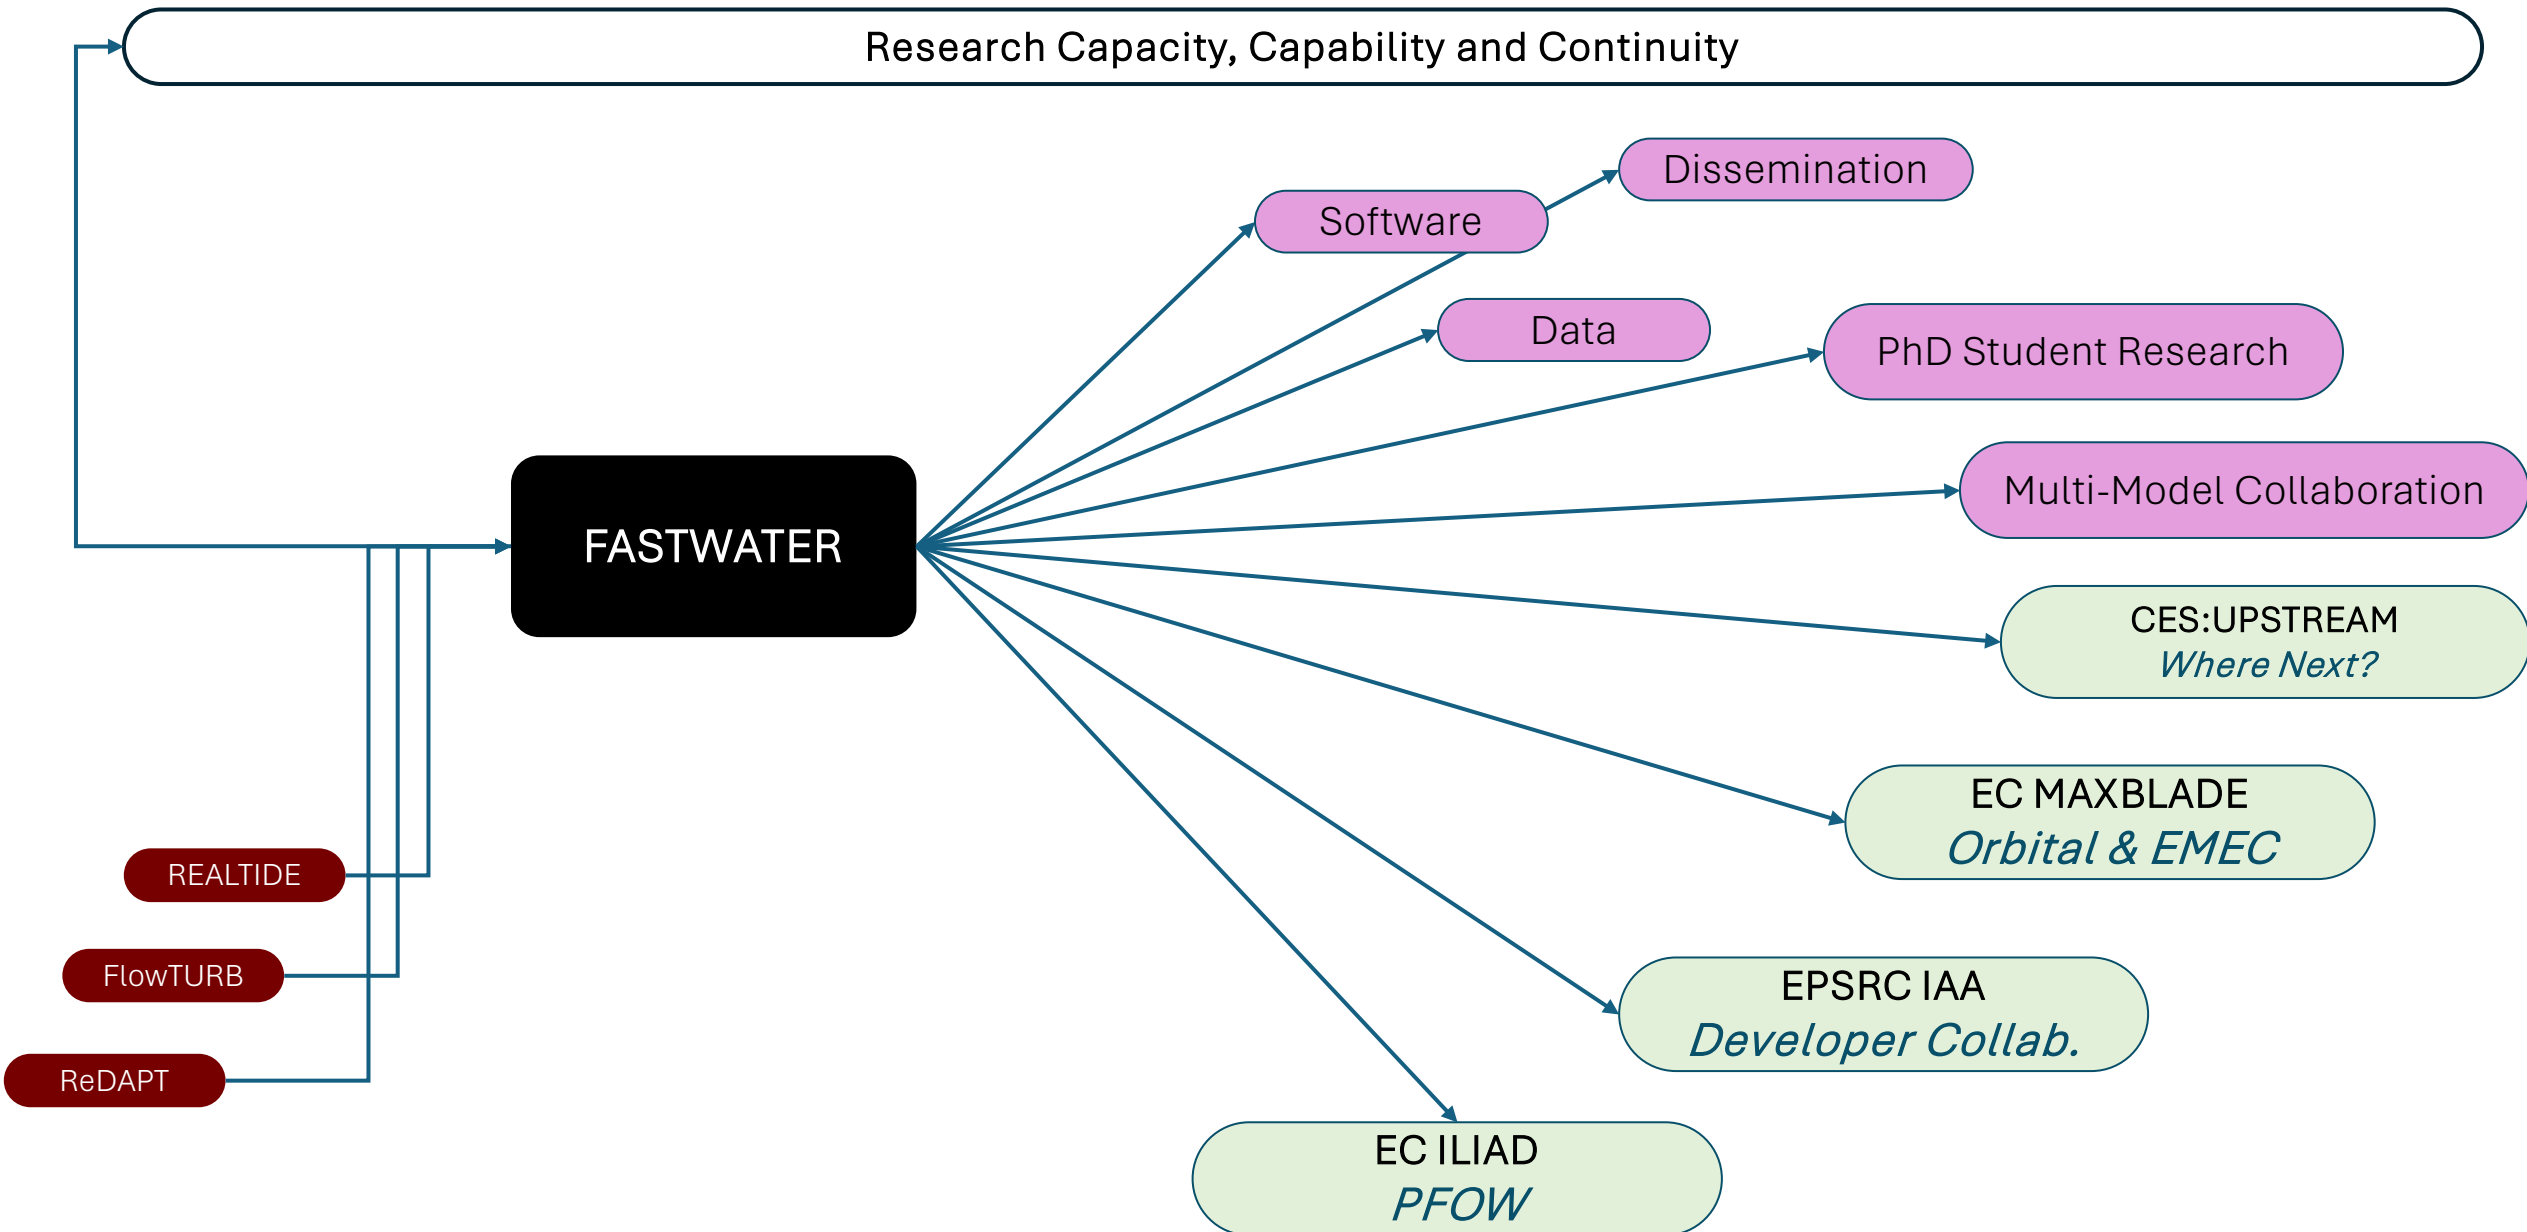 Research Capacity, Capability and Continuity
Dissemination
Software
Data
PhD Student Research
Multi-Model Collaboration
FASTWATER
CES:UPSTREAM
Where Next?
EC MAXBLADE
Orbital & EMEC
REALTIDE
FlowTURB
EPSRC IAA
Developer Collab.
ReDAPT
EC ILIAD
PFOW